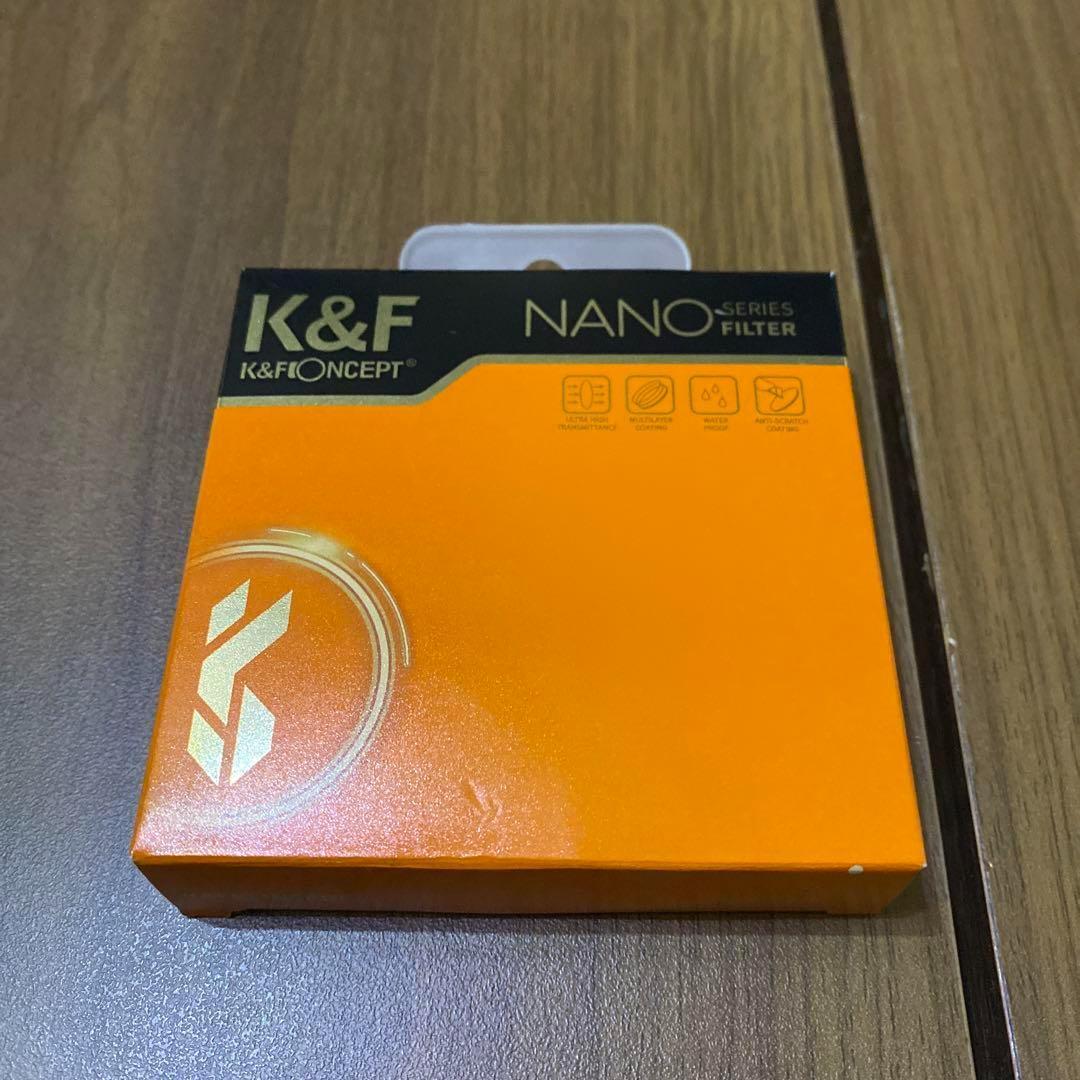 K&F
K&FCONCEPT®
NANO-SERIES
FILTER
ULTRA HIGH
TRANSMITTANCE
MULTILAYER
COATING
WATER
PROOF
ANTI-SCRATCH
COATING